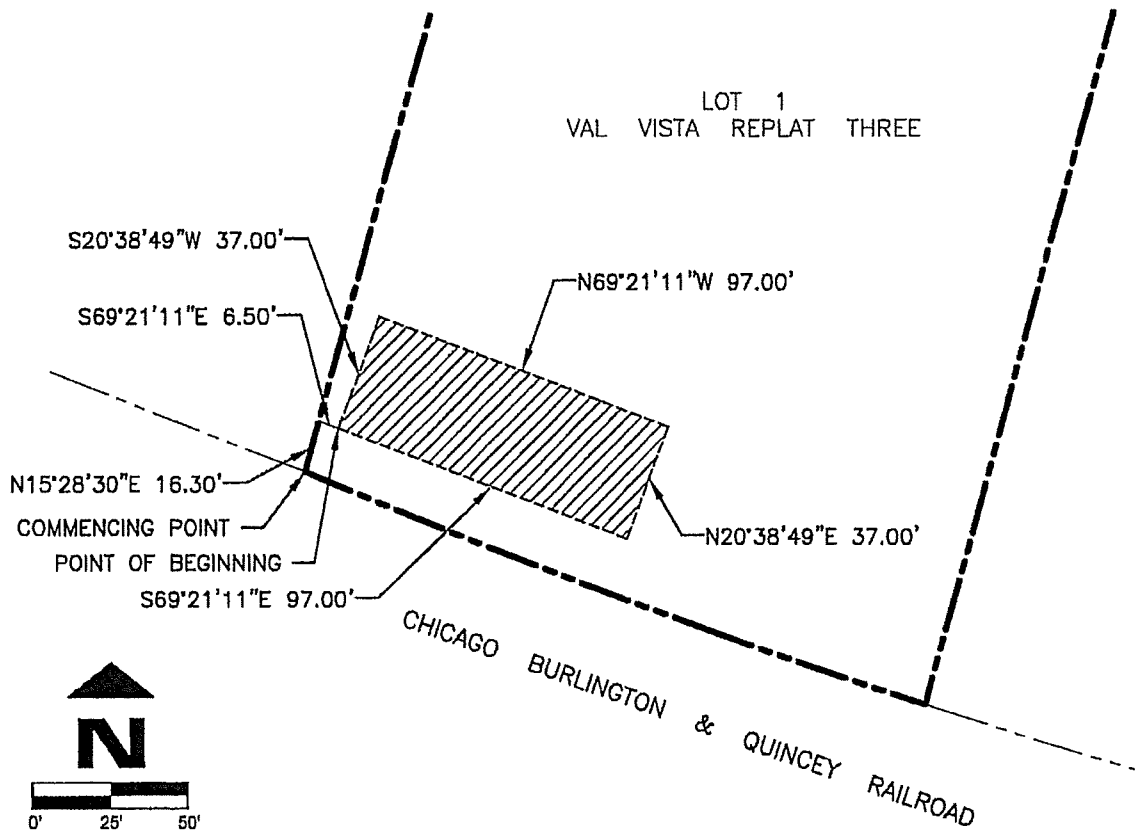 LOT 1
VAL VISTA REPLAT THREE
S20°38'49"W 37.00'
N69°21'11"W 97.00'
S69°21'11"E 6.50'
N15°28'30"E 16.30'
COMMENCING POINT
POINT OF BEGINNING
N20°38'49"E 37.00'
S69°21'11"E 97.00'
CHICAGO BURLINGTON & QUINCEY RAILROAD
N
0' 25' 50'